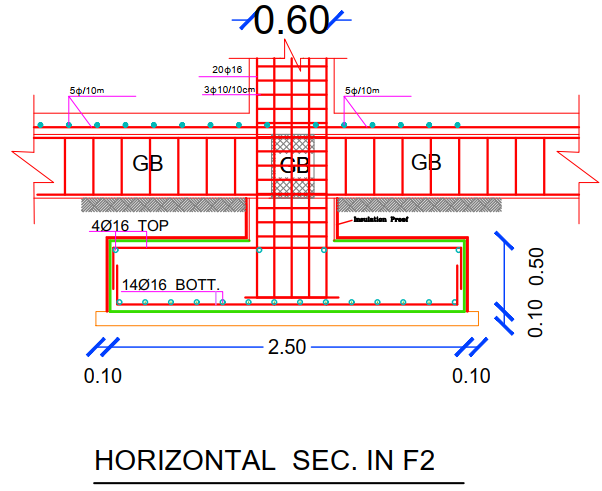 0.60
20ϕ16
5ϕ/10m
3ϕ10/10cm
5ϕ/10m
GB
GB
GB
Insulation Proof
4Ø16 TOP
14Ø16 BOTT.
0.50
0.10
2.50
0.10
0.10
HORIZONTAL SEC. IN F2